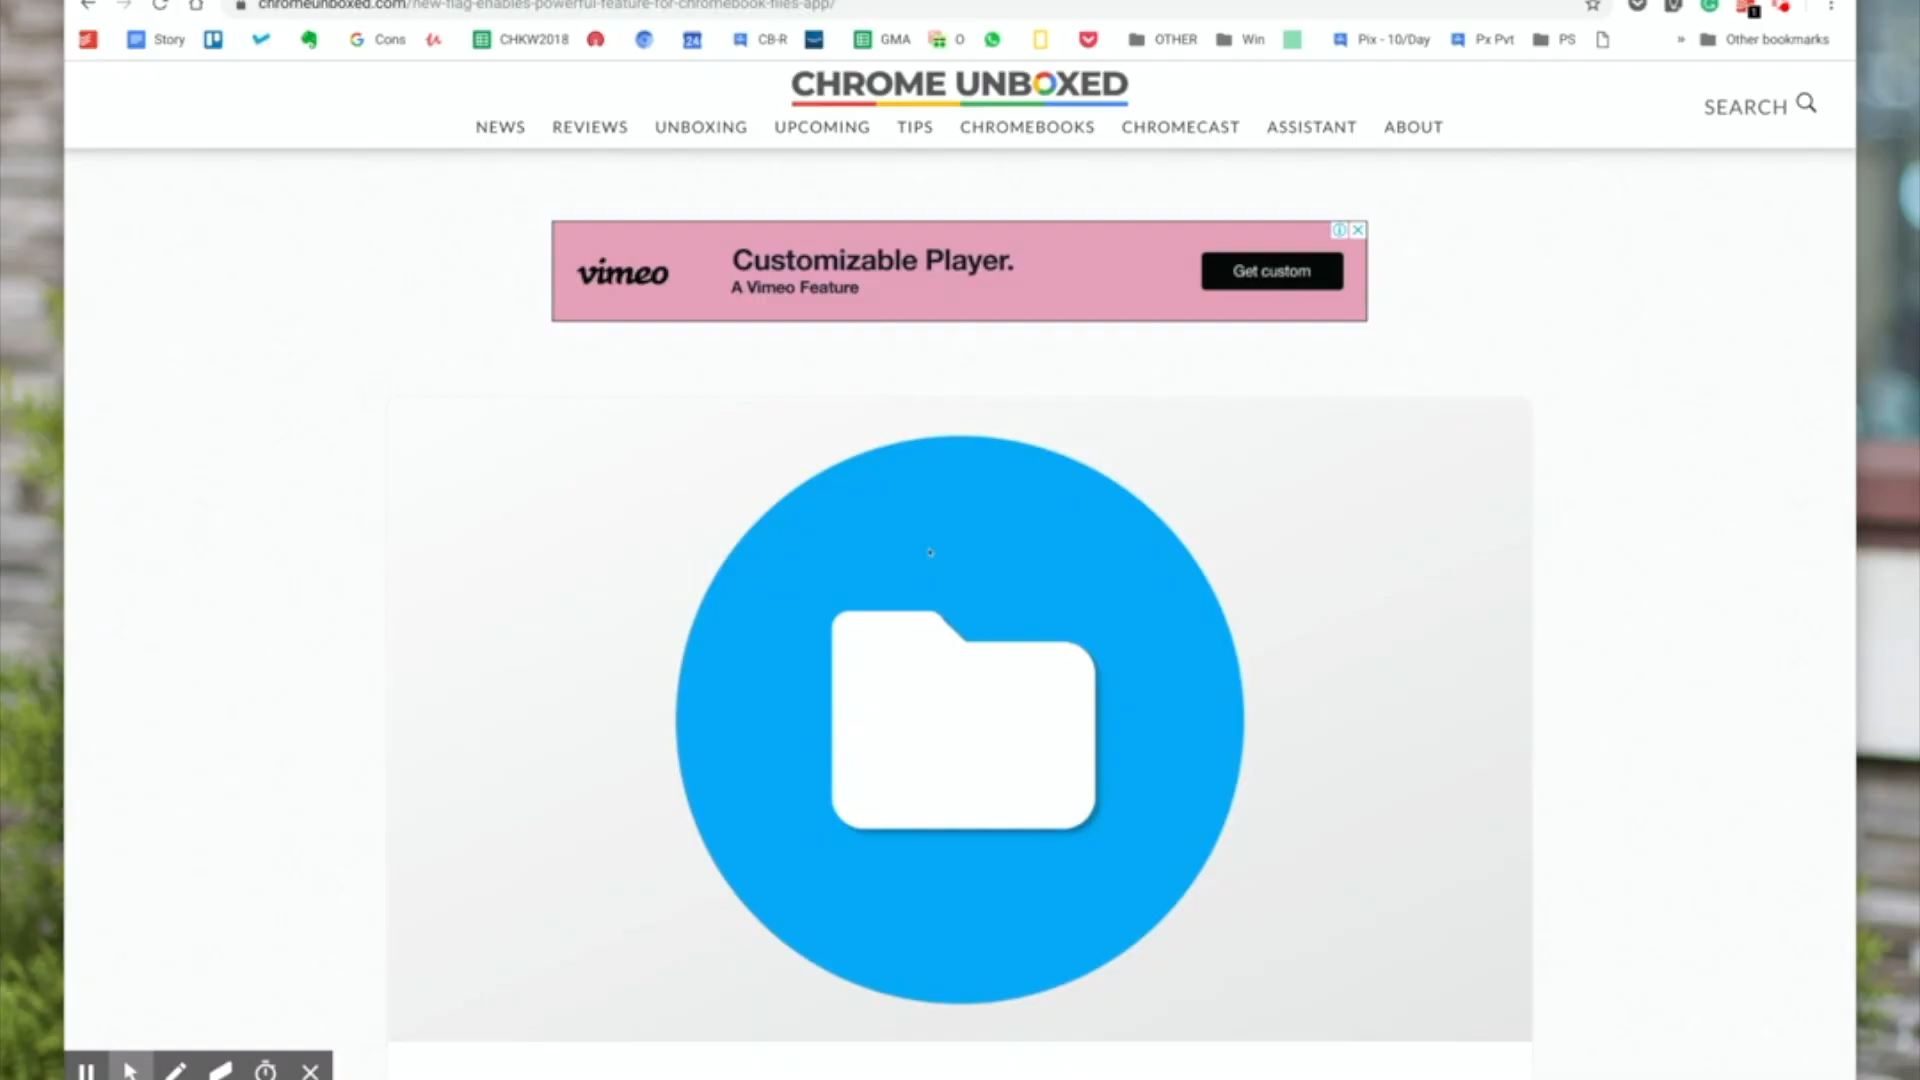 chromeunboxed.com/new-flag-enables-powerful-feature-for-chromebook-files-app/
Story Cons CHKW2018 24 CB-R GMA O OTHER Win Pix - 10/Day Px Pvt PS » Other bookmarks
CHROME UNBOXED
NEWS REVIEWS UNBOXING UPCOMING TIPS CHROMEBOOKS CHROMECAST ASSISTANT ABOUT
SEARCH
vimeo
Customizable Player.
A Vimeo Feature
Get custom